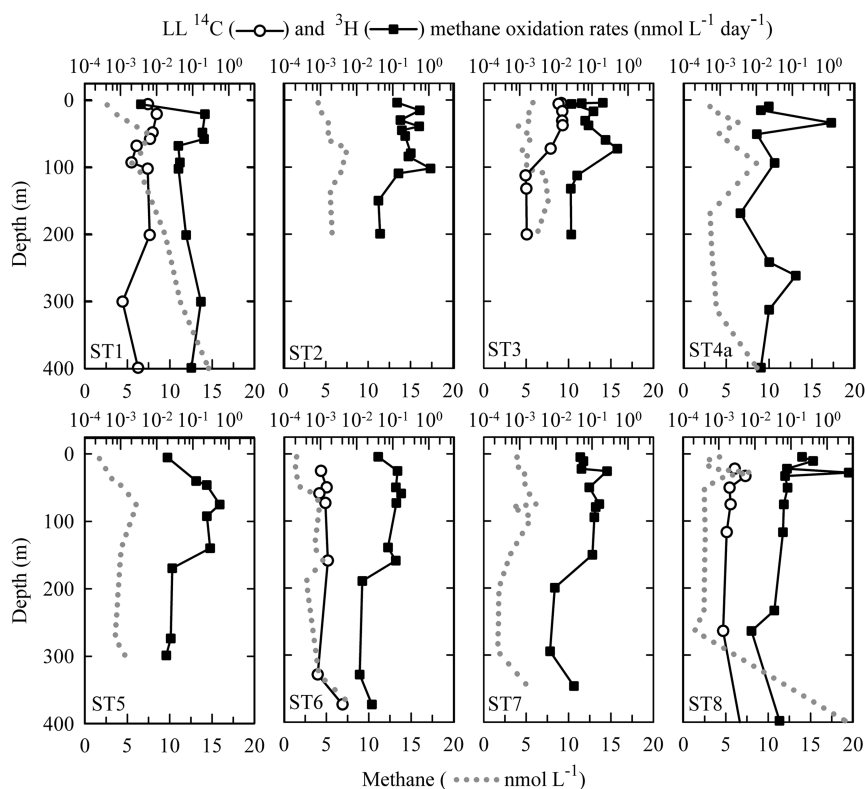 LL ¹⁴C ( ) and ³H ( ) methane oxidation rates (nmol L⁻¹ day⁻¹)
10⁻⁴ 10⁻³ 10⁻² 10⁻¹ 10⁰ 10⁻⁴ 10⁻³ 10⁻² 10⁻¹ 10⁰ 10⁻⁴ 10⁻³ 10⁻² 10⁻¹ 10⁰ 10⁻⁴ 10⁻³ 10⁻² 10⁻¹ 10⁰
0
100
200
300
400
Depth (m)
ST1 ST2 ST3 ST4a
0 5 10 15 20 0 5 10 15 20 0 5 10 15 20 0 5 10 15 20
10⁻⁴ 10⁻³ 10⁻² 10⁻¹ 10⁰ 10⁻⁴ 10⁻³ 10⁻² 10⁻¹ 10⁰ 10⁻⁴ 10⁻³ 10⁻² 10⁻¹ 10⁰ 10⁻⁴ 10⁻³ 10⁻² 10⁻¹ 10⁰
0
100
200
300
400
Depth (m)
ST5 ST6 ST7 ST8
0 5 10 15 20 0 5 10 15 20 0 5 10 15 20 0 5 10 15 20
Methane ( nmol L⁻¹)